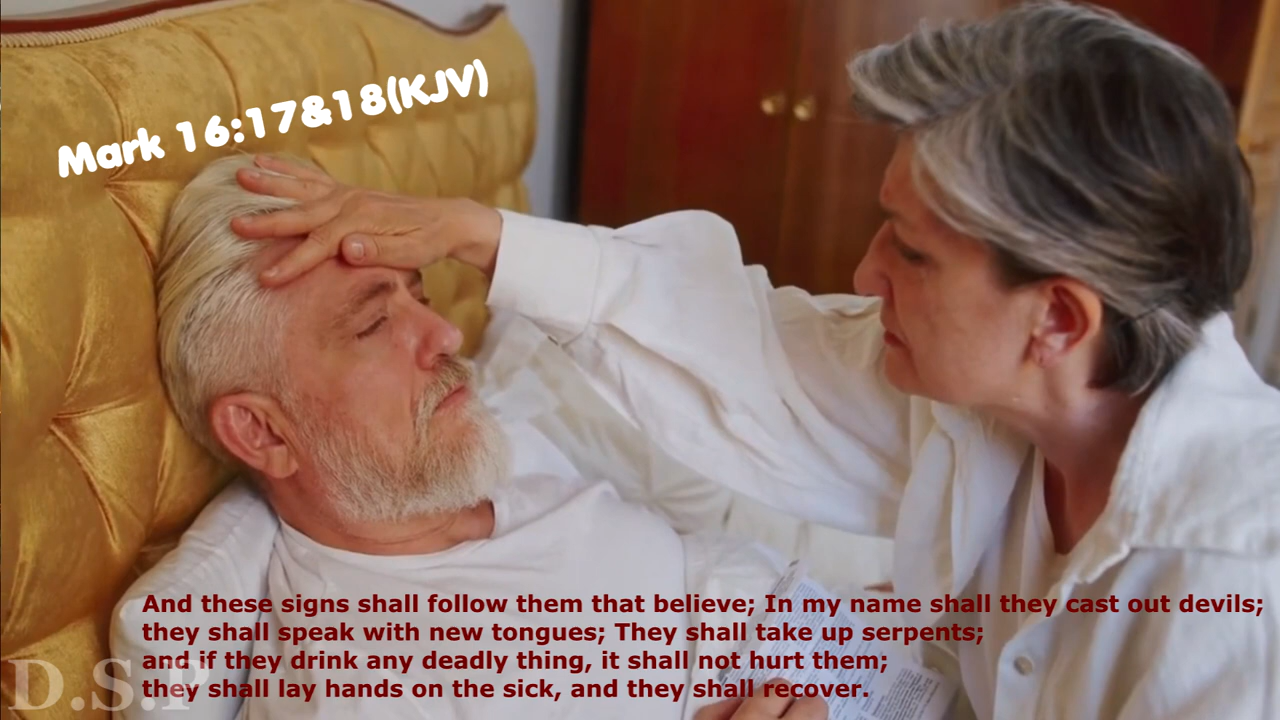 Mark 16:17&18(KJV)
And these signs shall follow them that believe; In my name shall they cast out devils;
they shall speak with new tongues; They shall take up serpents;
and if they drink any deadly thing, it shall not hurt them;
they shall lay hands on the sick, and they shall recover.
D.S.P